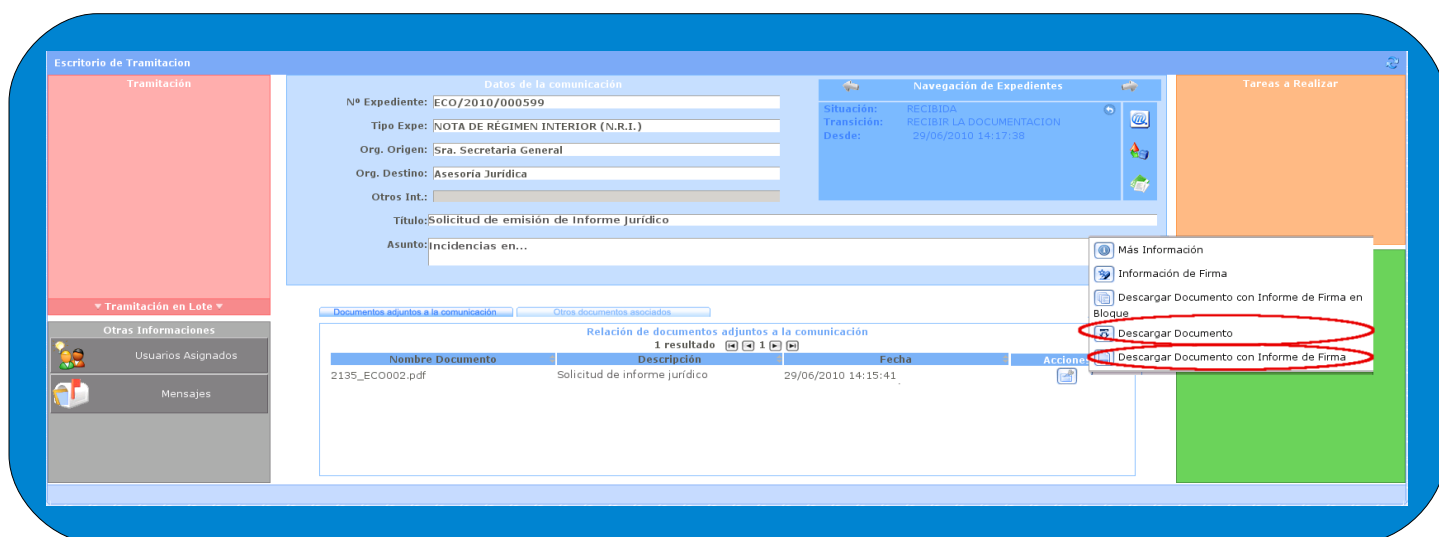 Escritorio de Tramitacion
Tramitación
▼ Tramitación en Lote ▼
Otras Informaciones
Usuarios Asignados
Mensajes
Datos de la comunicación
Nº Expediente: ECO/2010/000599
Tipo Expe: NOTA DE RÉGIMEN INTERIOR (N.R.I.)
Org. Origen: Sra. Secretaria General
Org. Destino: Asesoría Jurídica
Otros Int.:
Título: Solicitud de emisión de Informe Jurídico
Asunto: Incidencias en...
Navegación de Expedientes
Situación: RECIBIDA
Transición: RECIBIR LA DOCUMENTACION
Desde: 29/06/2010 14:17:38
Tareas a Realizar
Más Información
Información de Firma
Descargar Documento con Informe de Firma en
Bloque
Descargar Documento
Descargar Documento con Informe de Firma
Documentos adjuntos a la comunicación Otros documentos asociados
Relación de documentos adjuntos a la comunicación
1 resultado 1
Nombre Documento Descripción Fecha Acciones
2135_ECO002.pdf Solicitud de informe jurídico 29/06/2010 14:15:41